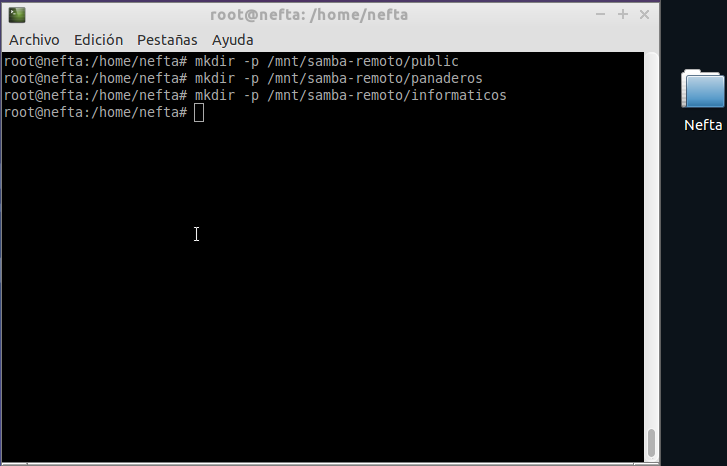 root@nefta: /home/nefta
Archivo Edición Pestañas Ayuda
root@nefta:/home/nefta# mkdir -p /mnt/samba-remoto/public
root@nefta:/home/nefta# mkdir -p /mnt/samba-remoto/panaderos
root@nefta:/home/nefta# mkdir -p /mnt/samba-remoto/informaticos
root@nefta:/home/nefta#
Nefta